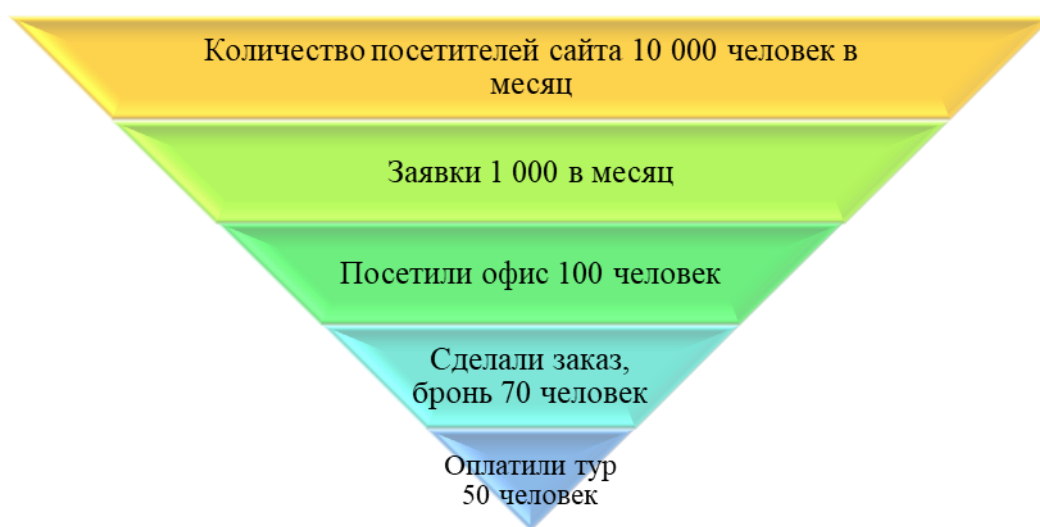 Количество посетителей сайта 10 000 человек в
месяц
Заявки 1 000 в месяц
Посетили офис 100 человек
Сделали заказ,
бронь 70 человек
Оплатили тур
50 человек